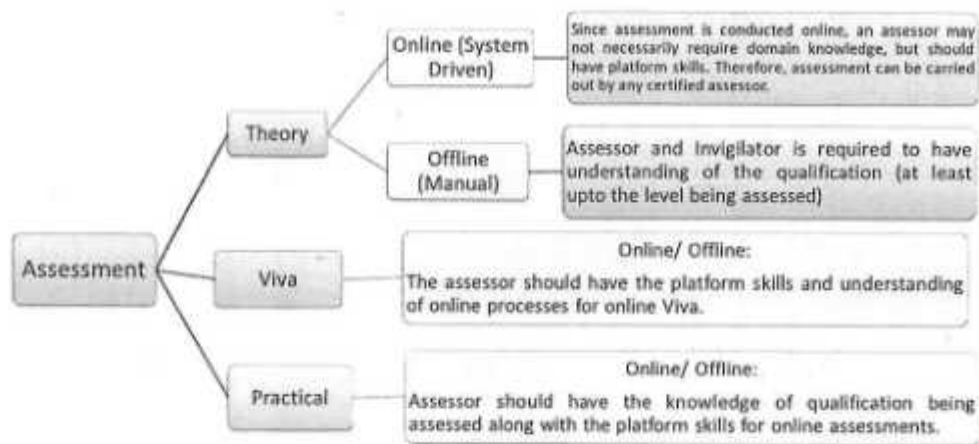 Online (System
Driven)
Since assessment is conducted online, an assessor may
not necessarily require domain knowledge, but should
have platform skills. Therefore, assessment can be carried
out by any certified assessor.
Theory
Offline
(Manual)
Assessor and Invigilator is required to have
understanding of the qualification (at least
upto the level being assessed)
Assessment
Viva
Online/ Offline:
The assessor should have the platform skills and understanding
of online processes for online Viva.
Practical
Online/ Offline:
Assessor should have the knowledge of qualification being
assessed along with the platform skills for online assessments.